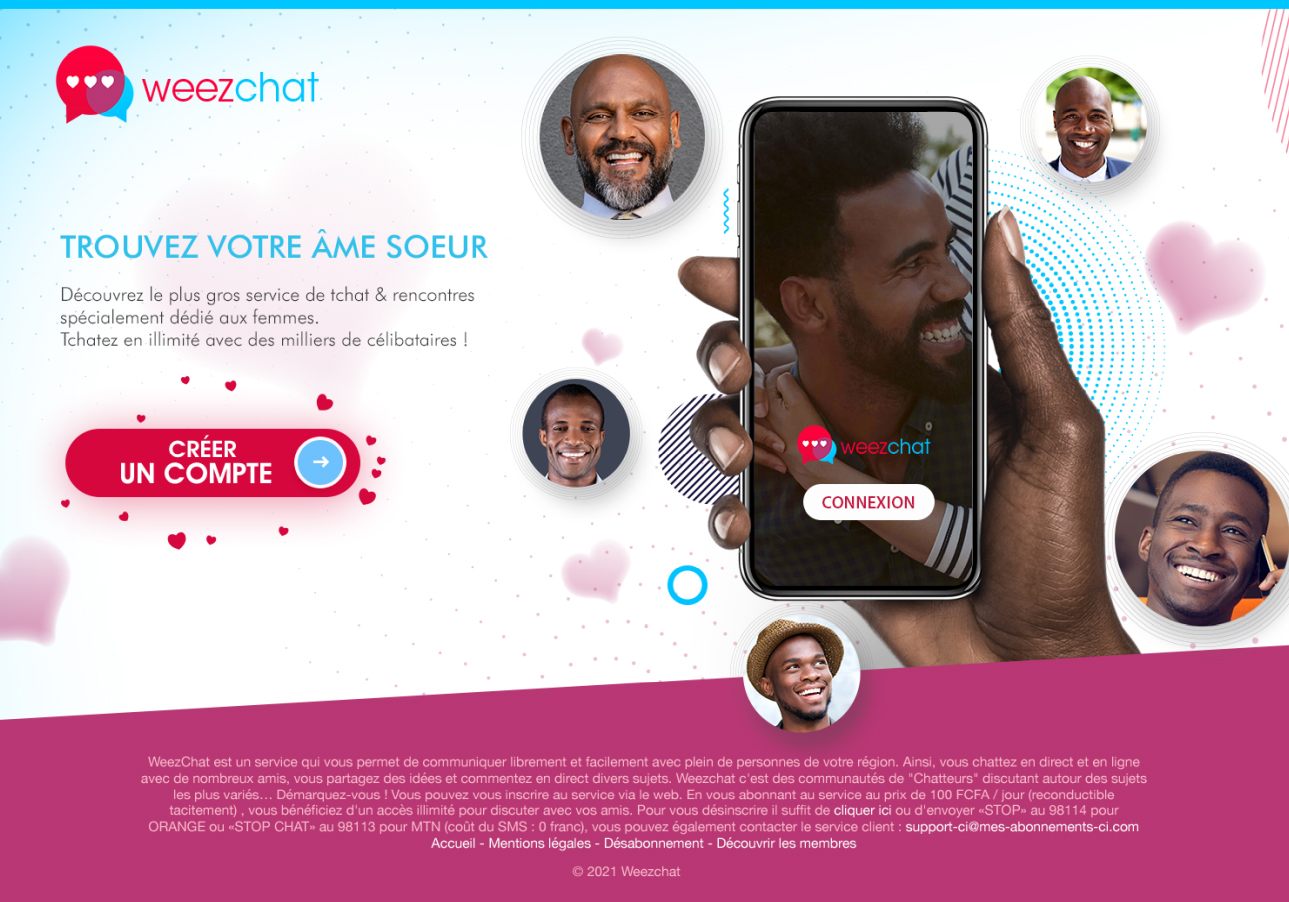 weezchat
TROUVEZ VOTRE ÂME SOEUR
Découvrez le plus gros service de tchat & rencontres
spécialement dédié aux femmes.
Tchatez en illimité avec des milliers de célibataires !
CRÉER
UN COMPTE
weezchat
CONNEXION
WeezChat est un service qui vous permet de communiquer librement et facilement avec plein de personnes de votre région. Ainsi, vous chattez en direct et en ligne
avec de nombreux amis, vous partagez des idées et commentez en direct divers sujets. Weezchat c'est des communautés de "Chatteurs" discutant autour des sujets
les plus variés… Démarquez-vous ! Vous pouvez vous inscrire au service via le web. En vous abonnant au service au prix de 100 FCFA / jour (reconductible
tacitement) , vous bénéficiez d'un accès illimité pour discuter avec vos amis. Pour vous désinscrire il suffit de cliquer ici ou d'envoyer «STOP» au 98114 pour
ORANGE ou «STOP CHAT» au 98113 pour MTN (coût du SMS : 0 franc), vous pouvez également contacter le service client : support-ci@mes-abonnements-ci.com
Accueil - Mentions légales - Désabonnement - Découvrir les membres
© 2021 Weezchat